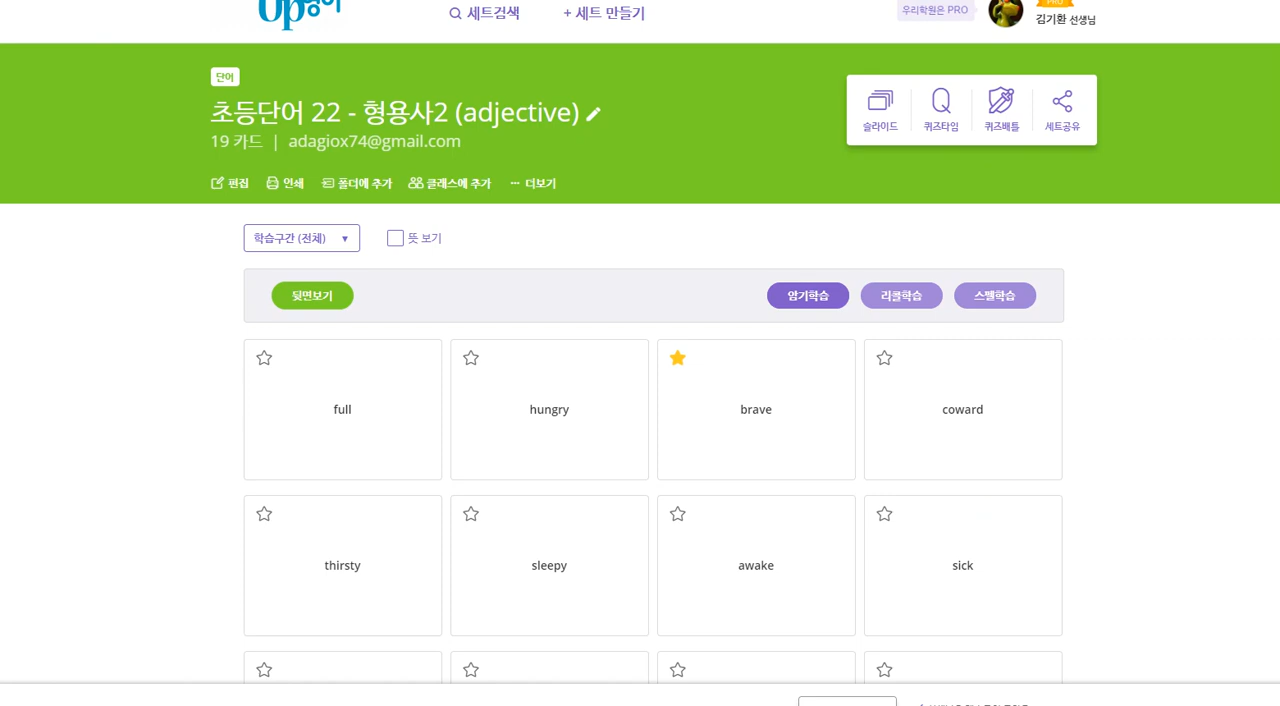 세트검색
+ 세트 만들기
우리학원은 PRO
PRO
김기환 선생님
단어
초등단어 22 - 형용사2 (adjective)
19 카드 | adagiox74@gmail.com
슬라이드
퀴즈타임
퀴즈배틀
세트공유
편집
인쇄
폴더에 추가
클래스에 추가
더보기
학습구간 (전체) ▼
뜻 보기
뒷면보기
암기학습
리콜학습
스펠학습
full
hungry
brave
coward
thirsty
sleepy
awake
sick